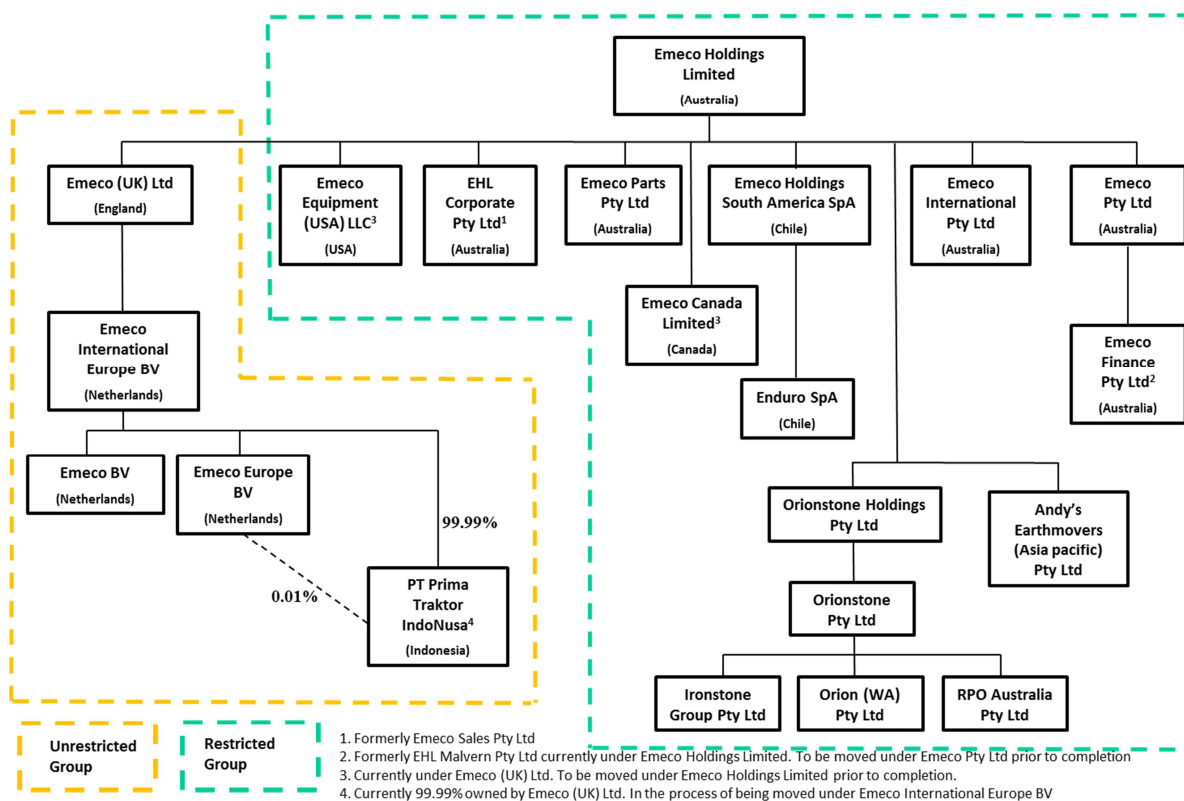 Emeco Holdings
Limited
(Australia)
Emeco (UK) Ltd
(England)
Emeco
Equipment
(USA) LLC³
(USA)
EHL
Corporate
Pty Ltd¹
(Australia)
Emeco Parts
Pty Ltd
(Australia)
Emeco Holdings
South America SpA
(Chile)
Emeco
International
Pty Ltd
(Australia)
Emeco
Pty Ltd
(Australia)
Emeco Canada
Limited³
(Canada)
Emeco
International
Europe BV
(Netherlands)
Emeco
Finance
Pty Ltd²
(Australia)
Enduro SpA
(Chile)
Emeco BV
(Netherlands)
Emeco Europe
BV
(Netherlands)
99.99%
0.01%
PT Prima
Traktor
IndoNusa⁴
(Indonesia)
Orionstone Holdings
Pty Ltd
Andy's
Earthmovers
(Asia pacific)
Pty Ltd
Orionstone
Pty Ltd
Ironstone
Group Pty Ltd
Orion (WA)
Pty Ltd
RPO Australia
Pty Ltd
Unrestricted
Group
Restricted
Group
1. Formerly Emeco Sales Pty Ltd
2. Formerly EHL Malvern Pty Ltd currently under Emeco Holdings Limited. To be moved under Emeco Pty Ltd prior to completion
3. Currently under Emeco (UK) Ltd. To be moved under Emeco Holdings Limited prior to completion.
4. Currently 99.99% owned by Emeco (UK) Ltd. In the process of being moved under Emeco International Europe BV